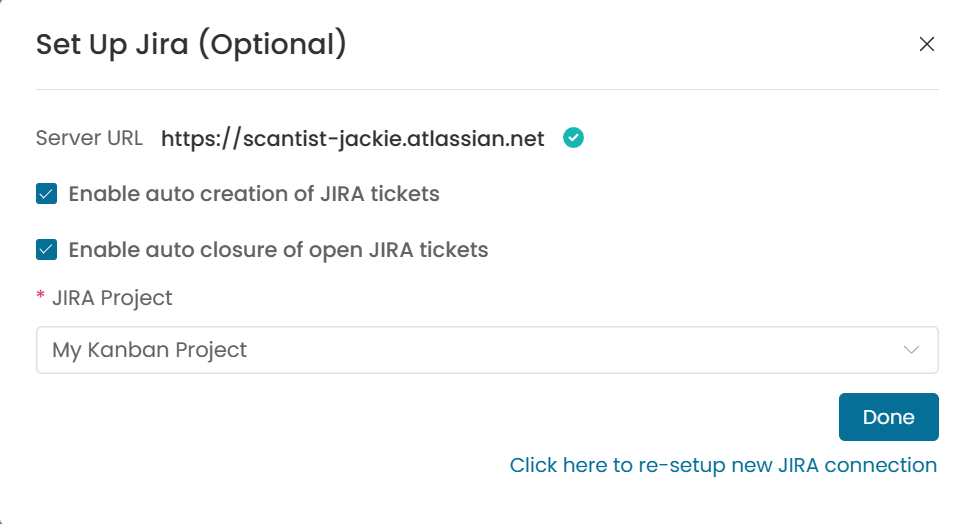 Set Up Jira (Optional)
Server URL https://scantist-jackie.atlassian.net
Enable auto creation of JIRA tickets
Enable auto closure of open JIRA tickets
* JIRA Project
My Kanban Project
Done
Click here to re-setup new JIRA connection